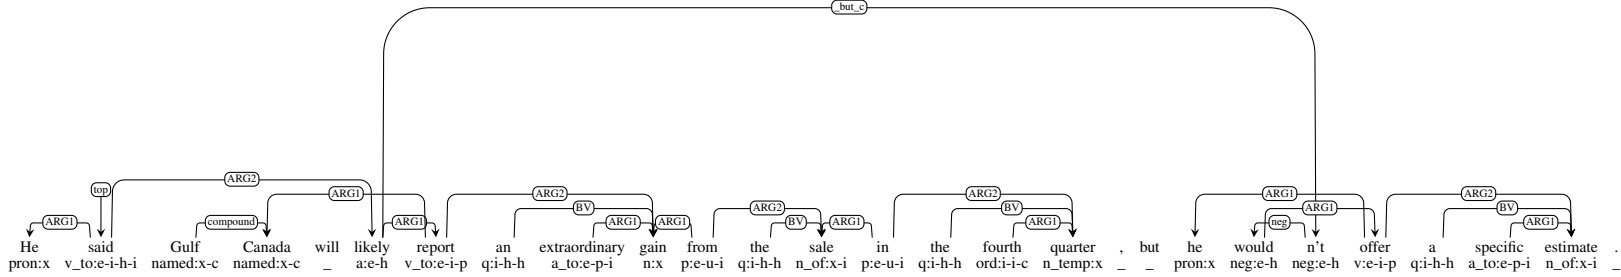 _but_c
ARG2
top ARG1 ARG2 ARG2 ARG1 ARG2
BV ARG2 BV ARG1 BV
ARG1 compound ARG1 ARG1 ARG1 BV ARG1 ARG1 neg ARG1
He said Gulf Canada will likely report an extraordinary gain from the sale in the fourth quarter , but he would n't offer a specific estimate .
pron:x v_to:e-i-h-i named:x-c named:x-c _ a:e-h v_to:e-i-p q:i-h-h a_to:e-p-i n:x p:e-u-i q:i-h-h n_of:x-i p:e-u-i q:i-h-h ord:i-i-c n_temp:x _ _ pron:x neg:e-h neg:e-h v:e-i-p q:i-h-h a_to:e-p-i n_of:x-i _